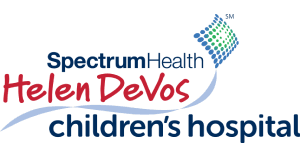 SM
SpectrumHealth
Helen DeVos
children's hospital